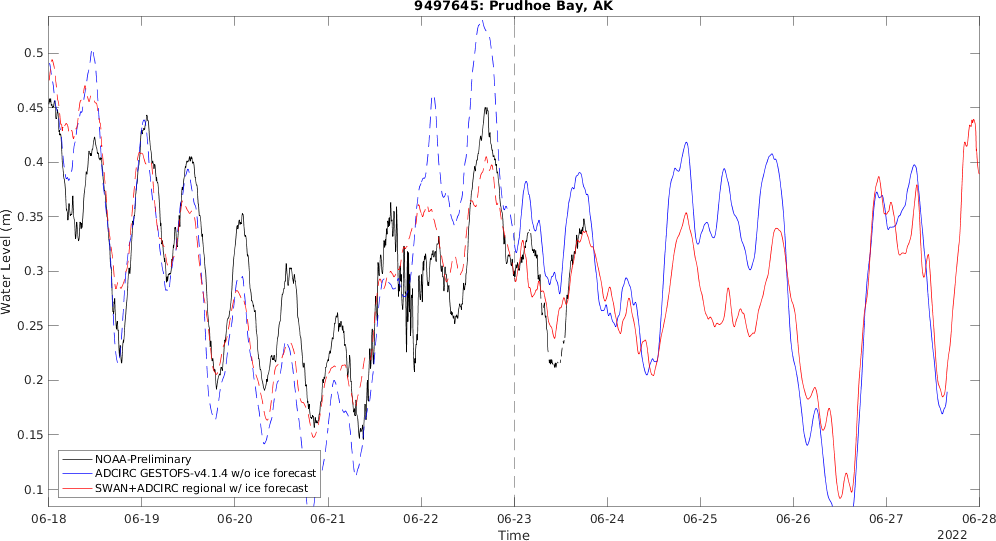 9497645: Prudhoe Bay, AK
Water Level (m)
0.5
0.45
0.4
0.35
0.3
0.25
0.2
0.15
0.1
NOAA-Preliminary
ADCIRC GESTOFS-v4.1.4 w/o ice forecast
SWAN+ADCIRC regional w/ ice forecast
06-18 06-19 06-20 06-21 06-22 06-23 06-24 06-25 06-26 06-27 06-28
Time
2022